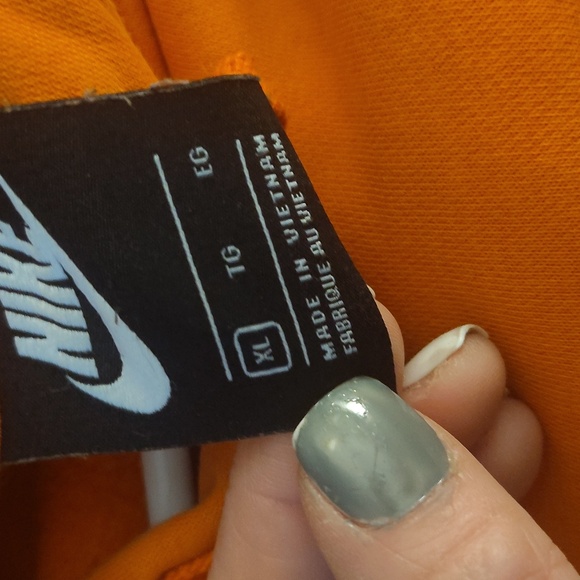 NIKE
XL TG EG
MADE IN VIETNAM
FABRIQUE AU VIETNAM